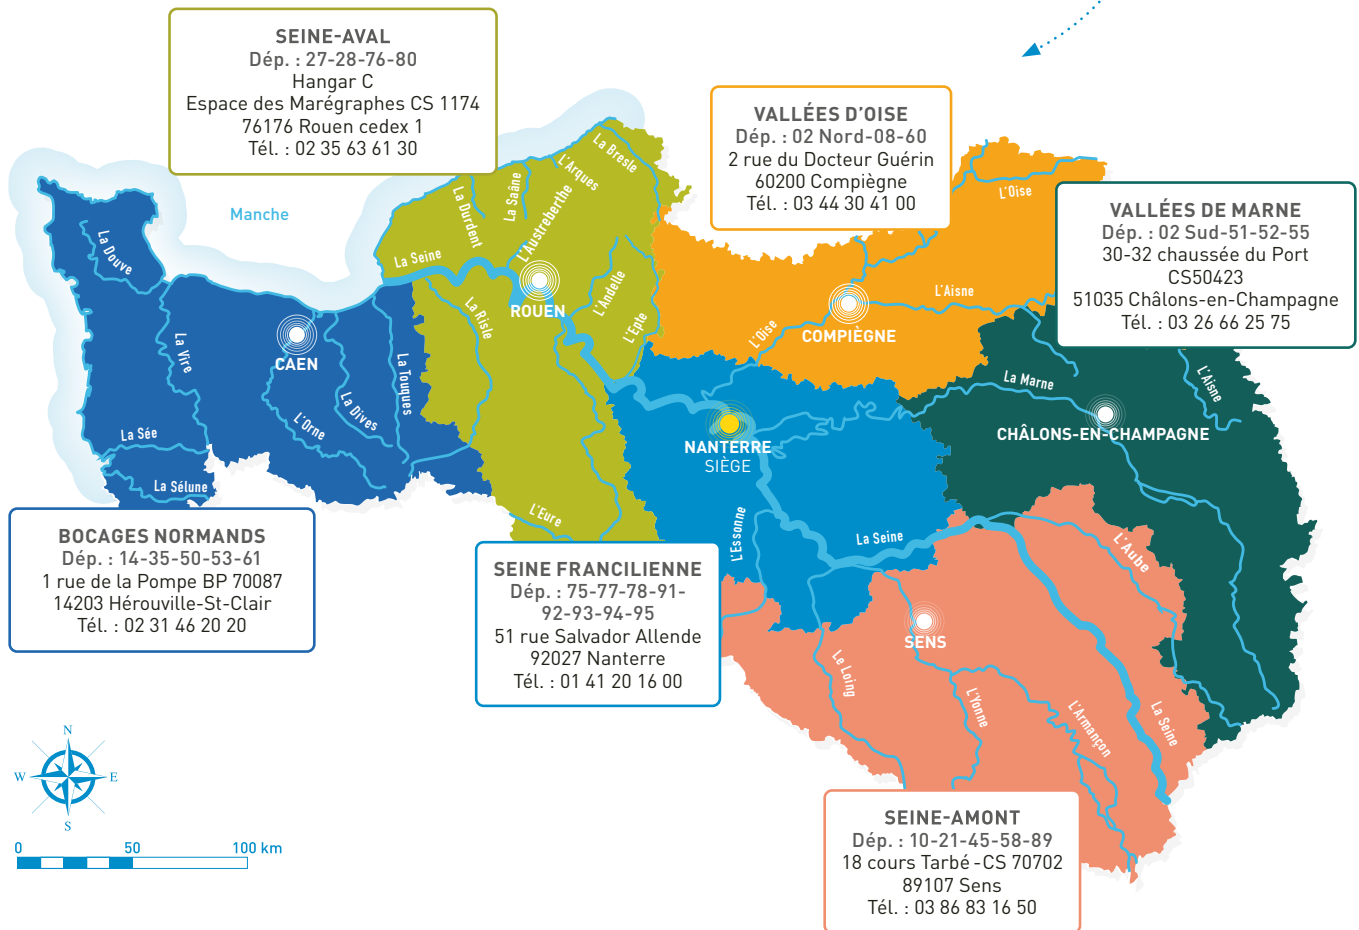 SEINE-AVAL
Dép. : 27-28-76-80
Hangar C
Espace des Marégraphes CS 1174
76176 Rouen cedex 1
Tél. : 02 35 63 61 30
VALLÉES D'OISE
Dép. : 02 Nord-08-60
2 rue du Docteur Guérin
60200 Compiègne
Tél. : 03 44 30 41 00
VALLÉES DE MARNE
Dép. : 02 Sud-51-52-55
30-32 chaussée du Port
CS50423
51035 Châlons-en-Champagne
Tél. : 03 26 66 25 75
Manche
La Douve
La Vire
La Sée
La Sélune
CAEN
L'Orne
La Dives
La Touques
La Seine
La Durdent
La Saâne
L'Austreberthe
L'Arques
La Bresle
ROUEN
La Risle
L'Andelle
L'Epte
L'Eure
L'Oise
L'Oise
L'Aisne
COMPIÈGNE
La Marne
L'Aisne
CHÂLONS-EN-CHAMPAGNE
NANTERRE
SIÈGE
L'Essonne
La Seine
L'Aube
SENS
Le Loing
L'Yonne
L'Armançon
La Seine
BOCAGES NORMANDS
Dép. : 14-35-50-53-61
1 rue de la Pompe BP 70087
14203 Hérouville-St-Clair
Tél. : 02 31 46 20 20
SEINE FRANCILIENNE
Dép. : 75-77-78-91-
92-93-94-95
51 rue Salvador Allende
92027 Nanterre
Tél. : 01 41 20 16 00
SEINE-AMONT
Dép. : 10-21-45-58-89
18 cours Tarbé - CS 70702
89107 Sens
Tél. : 03 86 83 16 50
N
W
E
S
0 50 100 km